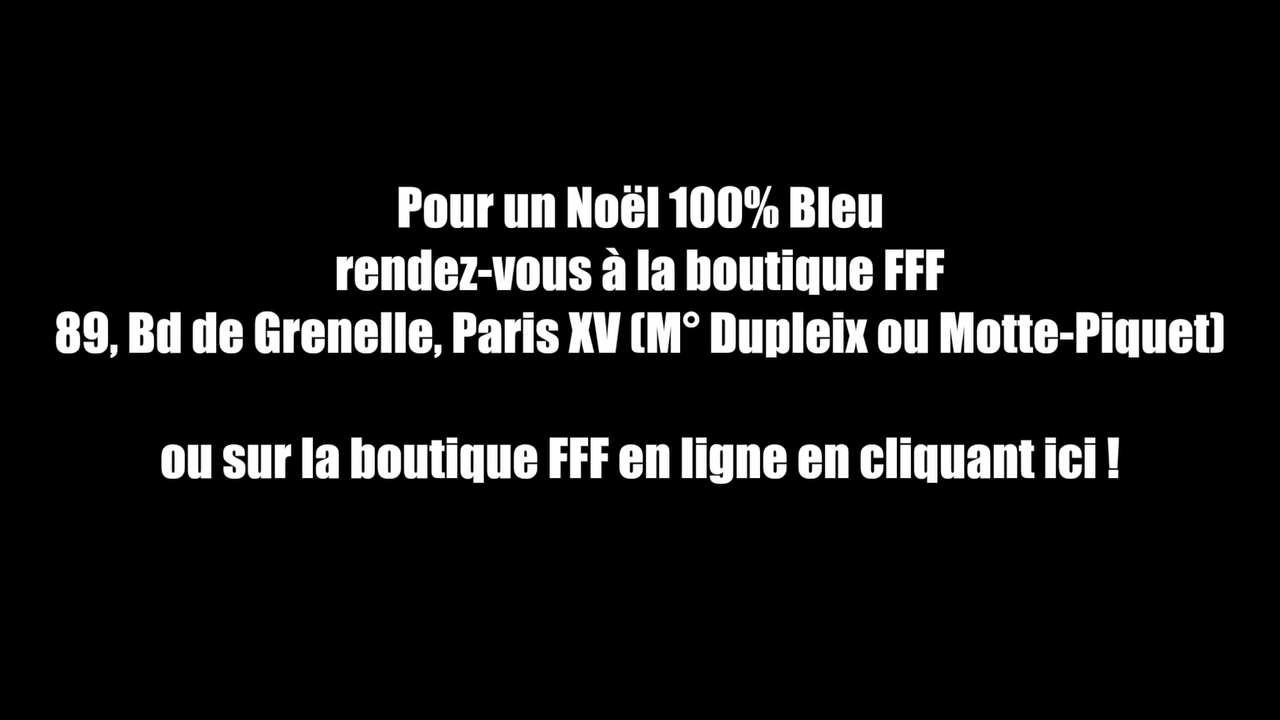 Pour un Noël 100% Bleu
rendez-vous à la boutique FFF
89, Bd de Grenelle, Paris XV (M° Dupleix ou Motte-Piquet)
ou sur la boutique FFF en ligne en cliquant ici !